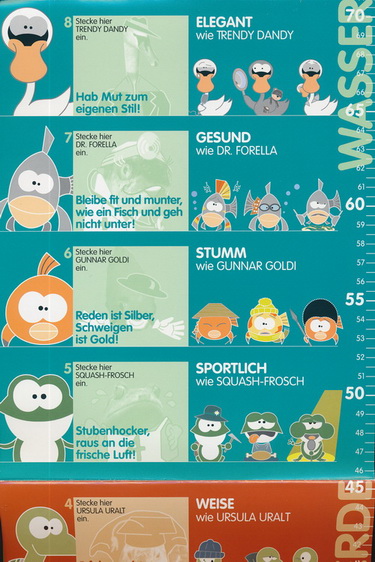 8 Stecke hier
TRENDY DANDY
ein.
Hab Mut zum
eigenen Stil!
ELEGANT
wie TRENDY DANDY
7 Stecke hier
DR. FORELLA
ein.
Bleibe fit und munter,
wie ein Fisch und geh
nicht unter!
GESUND
wie DR. FORELLA
6 Stecke hier
GUNNAR GOLDI
ein.
Reden ist Silber,
Schweigen
ist Gold!
STUMM
wie GUNNAR GOLDI
5 Stecke hier
SQUASH-FROSCH
ein.
Stubenhocker,
raus an die
frische Luft!
SPORTLICH
wie SQUASH-FROSCH
4 Stecke hier
URSULA URALT
ein.
WEISE
wie URSULA URALT
WASSER
70
69
68
67
66
65
64
63
62
61
60
59
58
57
56
55
54
53
52
51
50
49
48
47
46
45
44
43
RDE